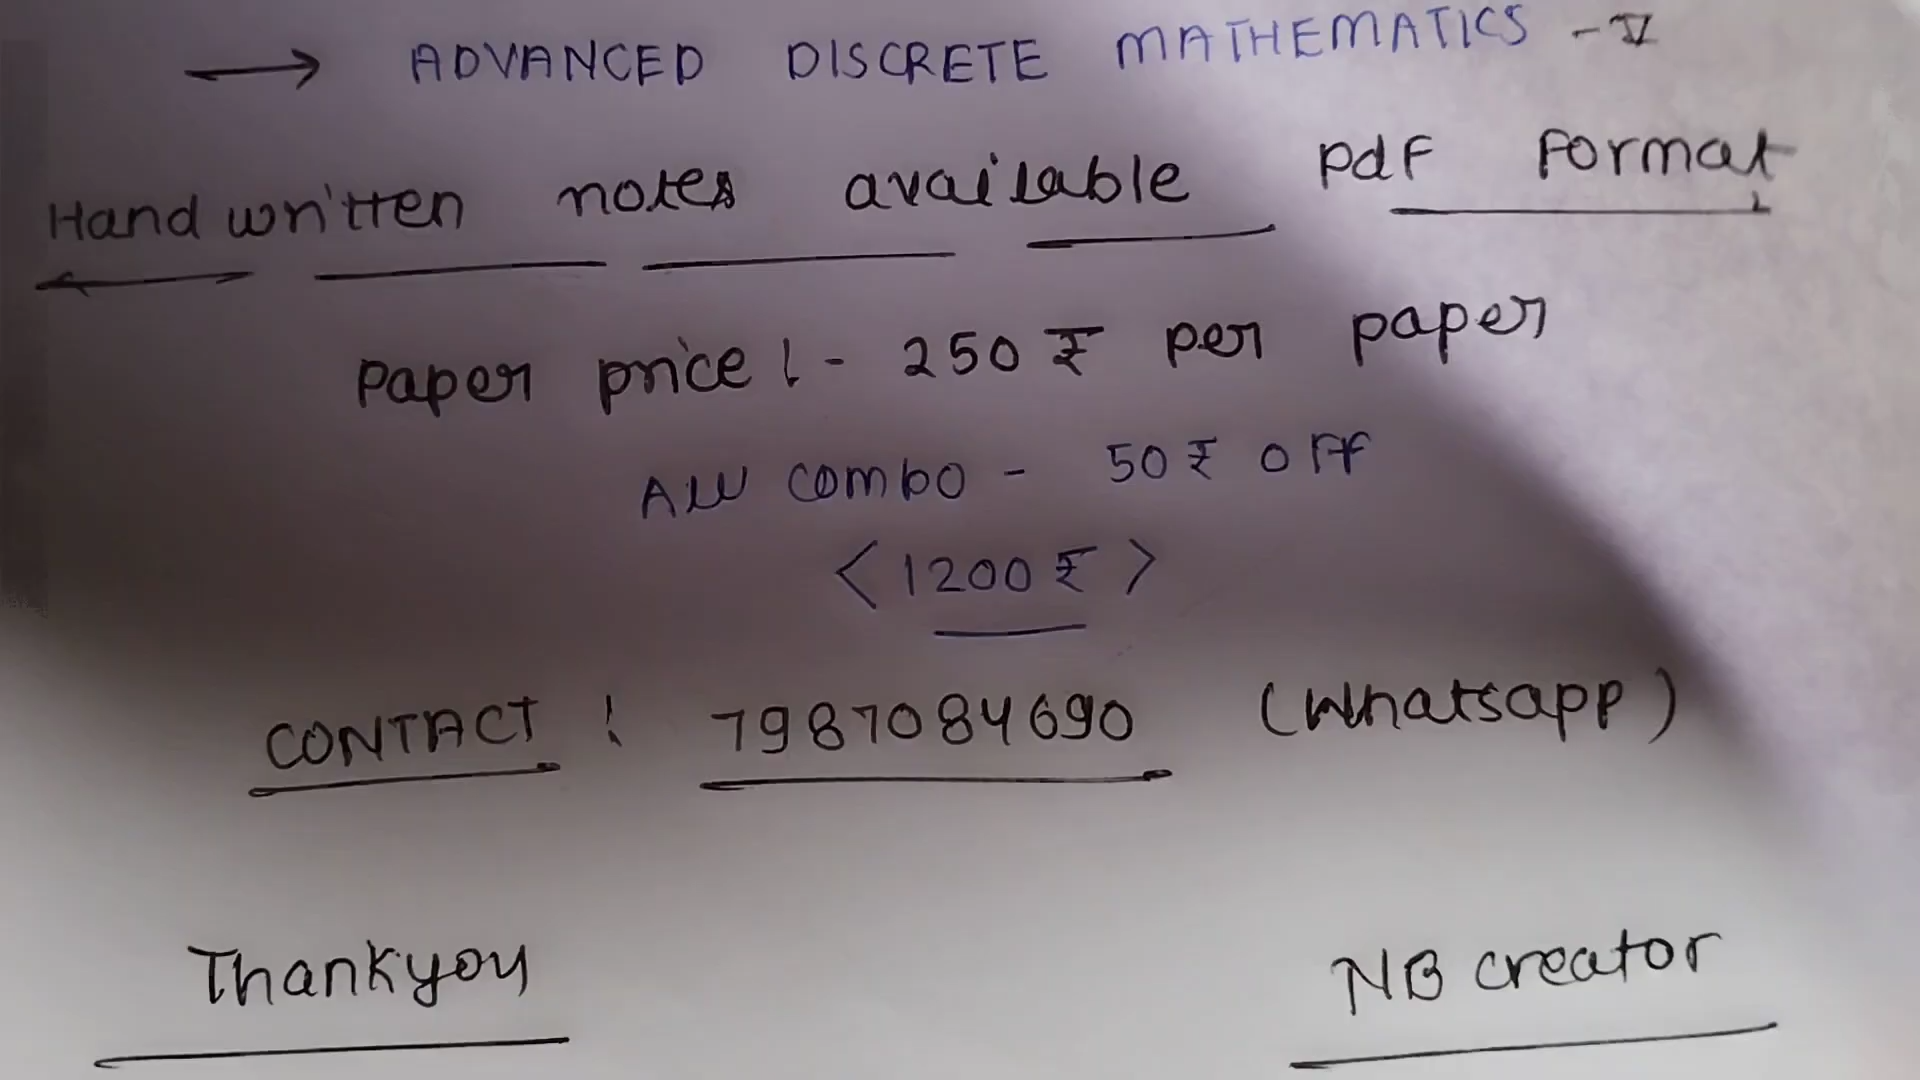 → ADVANCED DISCRETE MATHEMATICS - V
Hand written notes available pdf format
Paper price :- 250 ₹ per paper
All combo - 50 ₹ off
<1200 ₹>
CONTACT : 7987084690 (Whatsapp)
Thankyou
NB creator